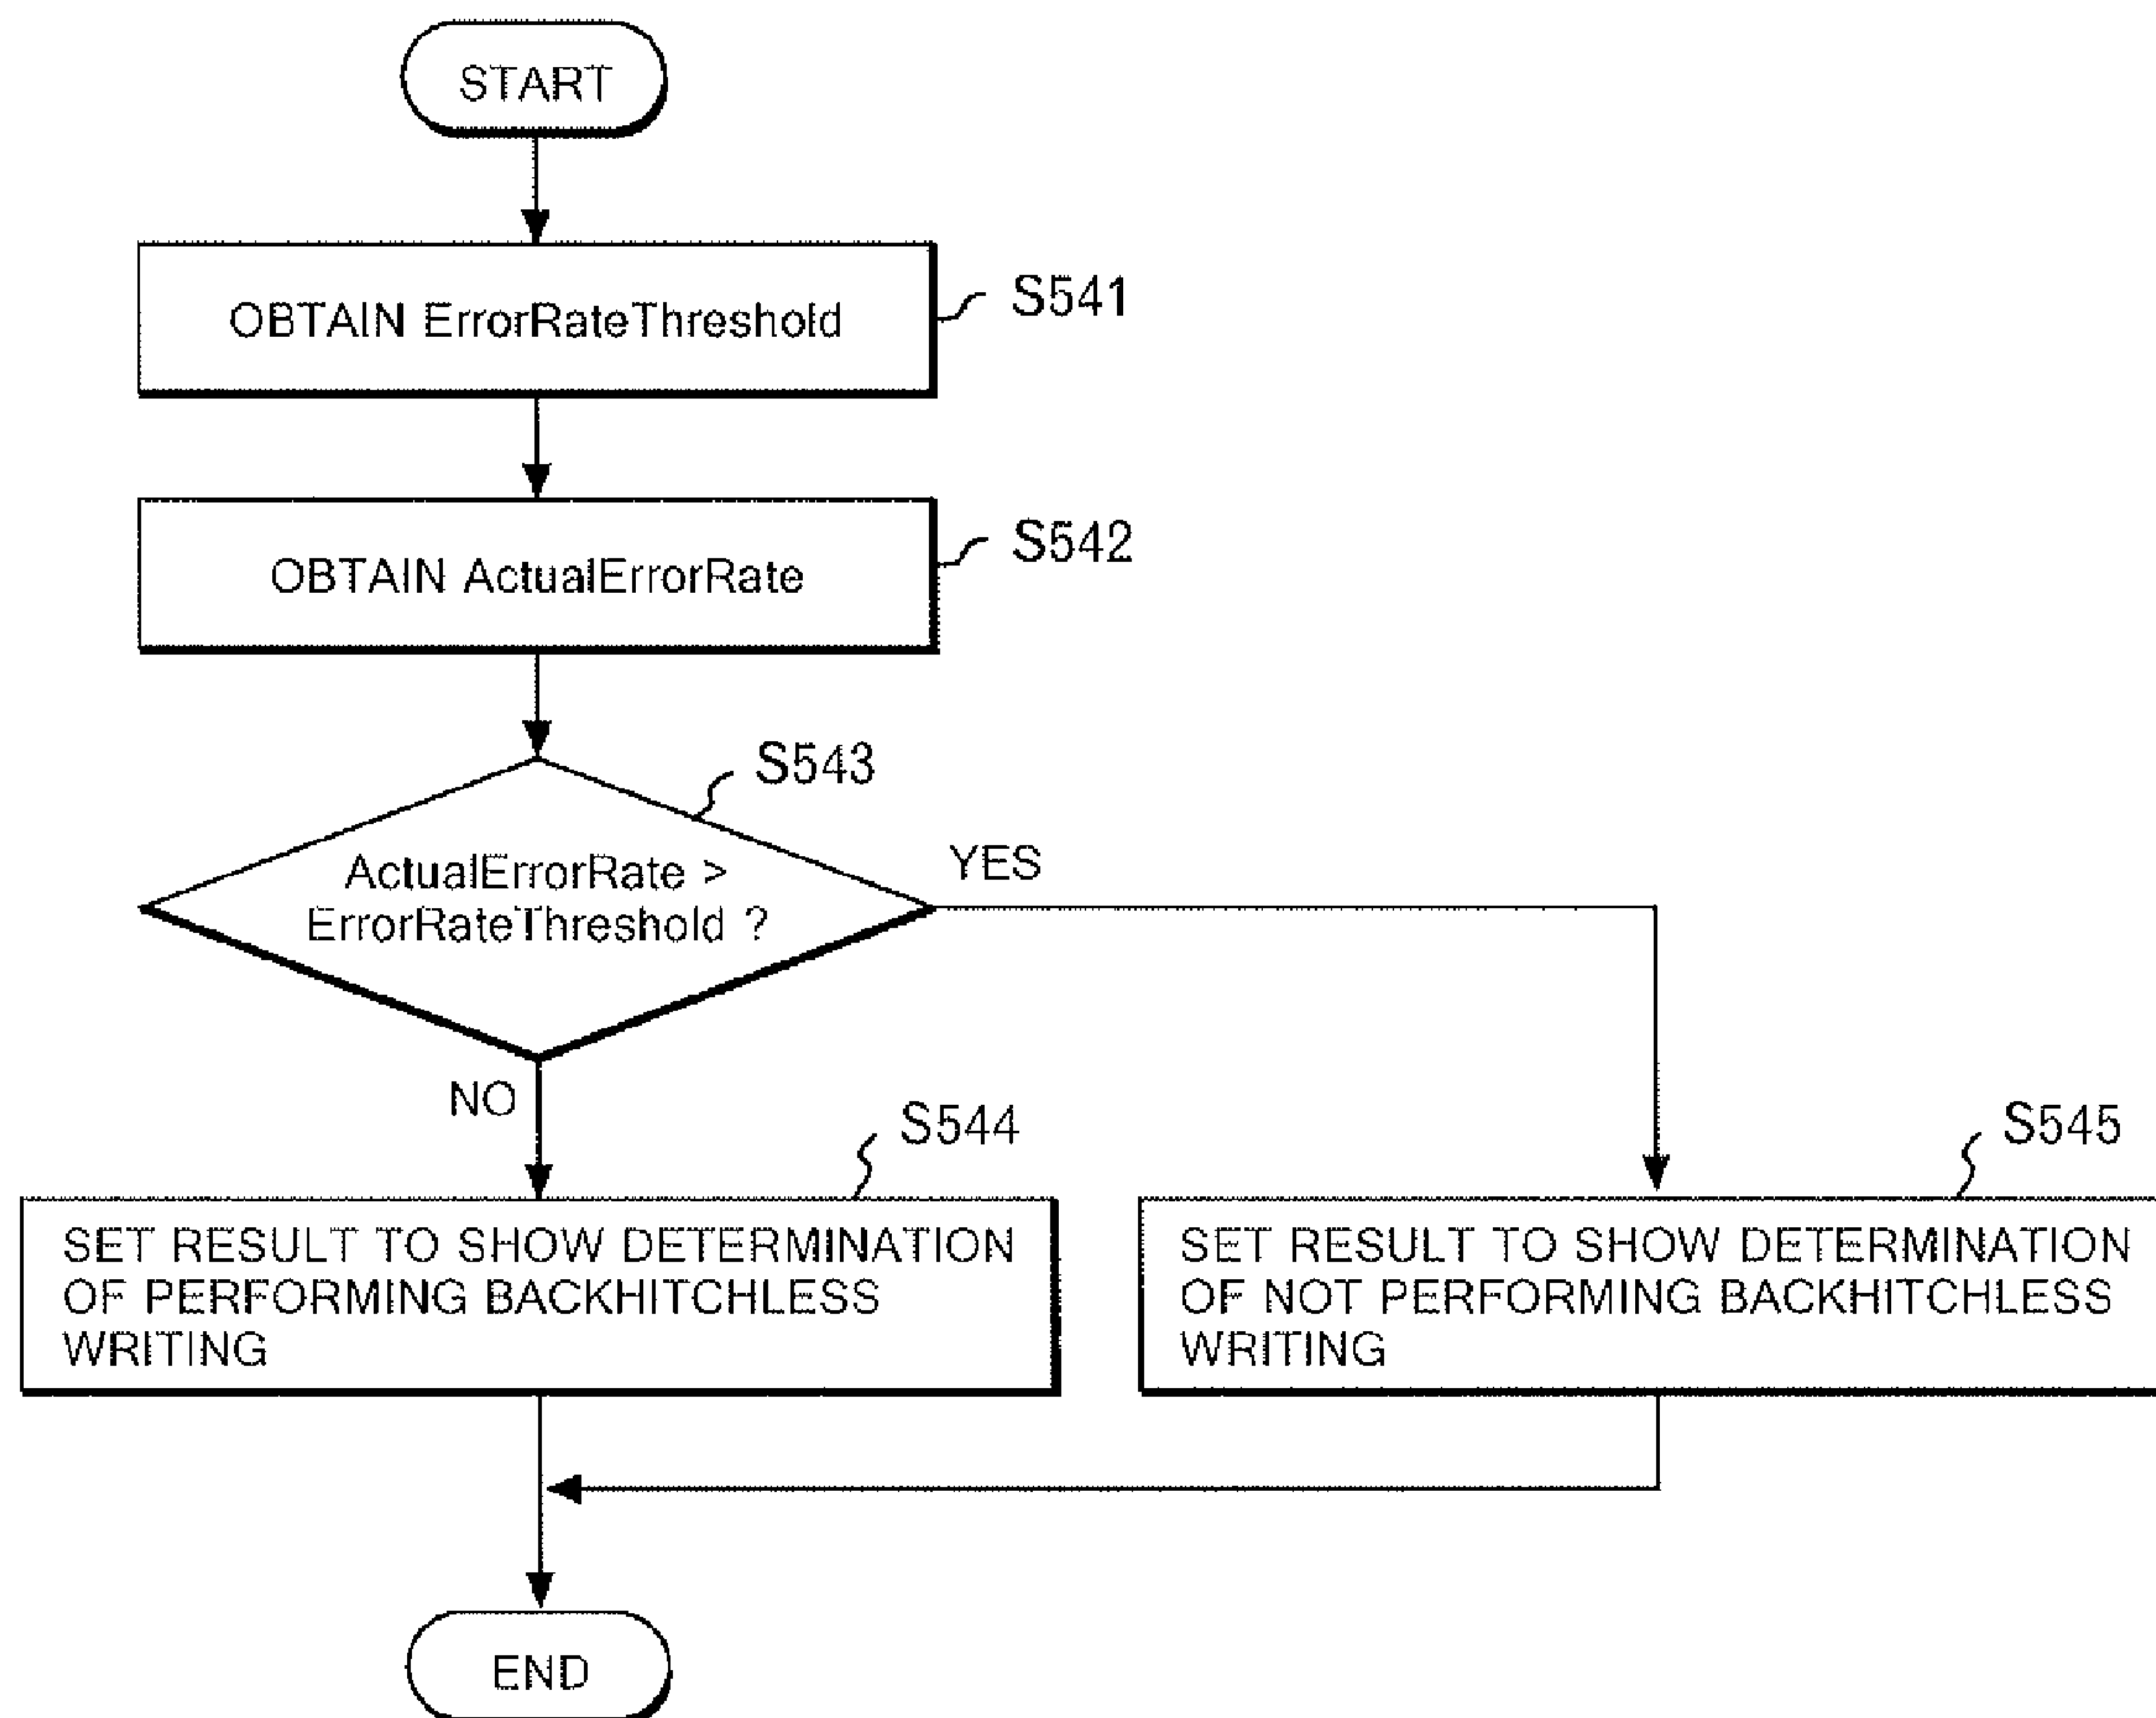 START
OBTAIN ErrorRateThreshold
S541
OBTAIN ActualErrorRate
S542
S543
ActualErrorRate >
ErrorRateThreshold ?
YES
NO
S544
SET RESULT TO SHOW DETERMINATION
OF PERFORMING BACKHITCHLESS
WRITING
S545
SET RESULT TO SHOW DETERMINATION
OF NOT PERFORMING BACKHITCHLESS
WRITING
END